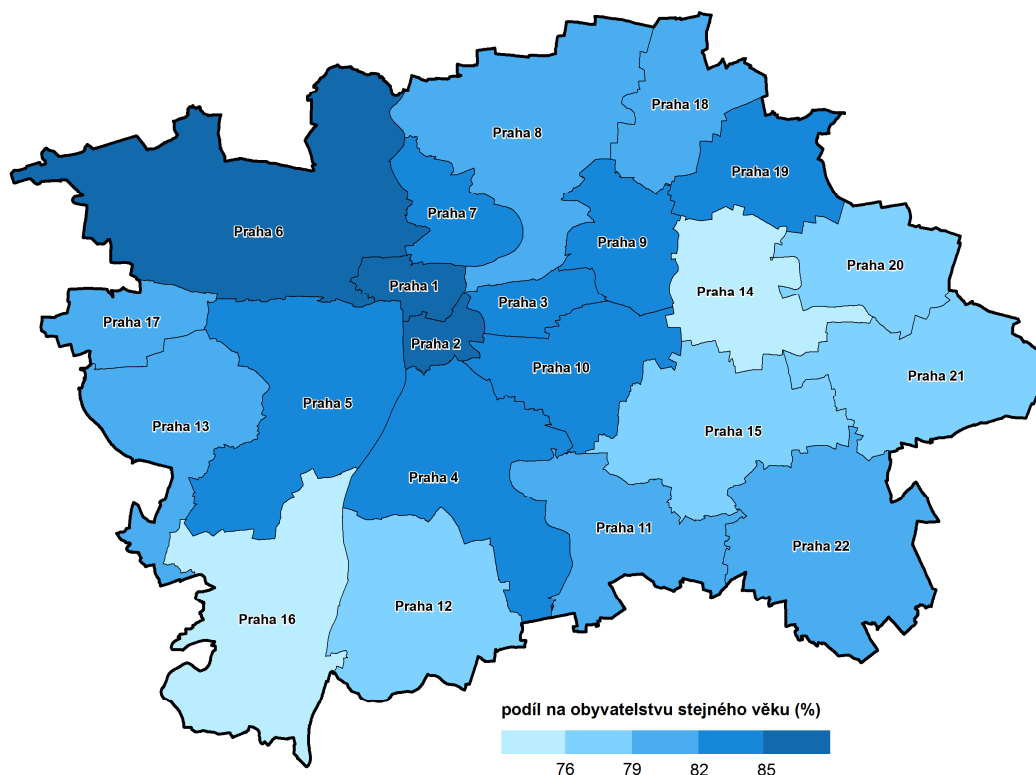 Praha 18
Praha 8
Praha 19
Praha 7
Praha 6
Praha 9
Praha 20
Praha 1
Praha 14
Praha 3
Praha 17
Praha 2
Praha 10
Praha 21
Praha 5
Praha 13
Praha 15
Praha 4
Praha 11
Praha 22
Praha 12
Praha 16
podíl na obyvatelstvu stejného věku (%)
76 79 82 85